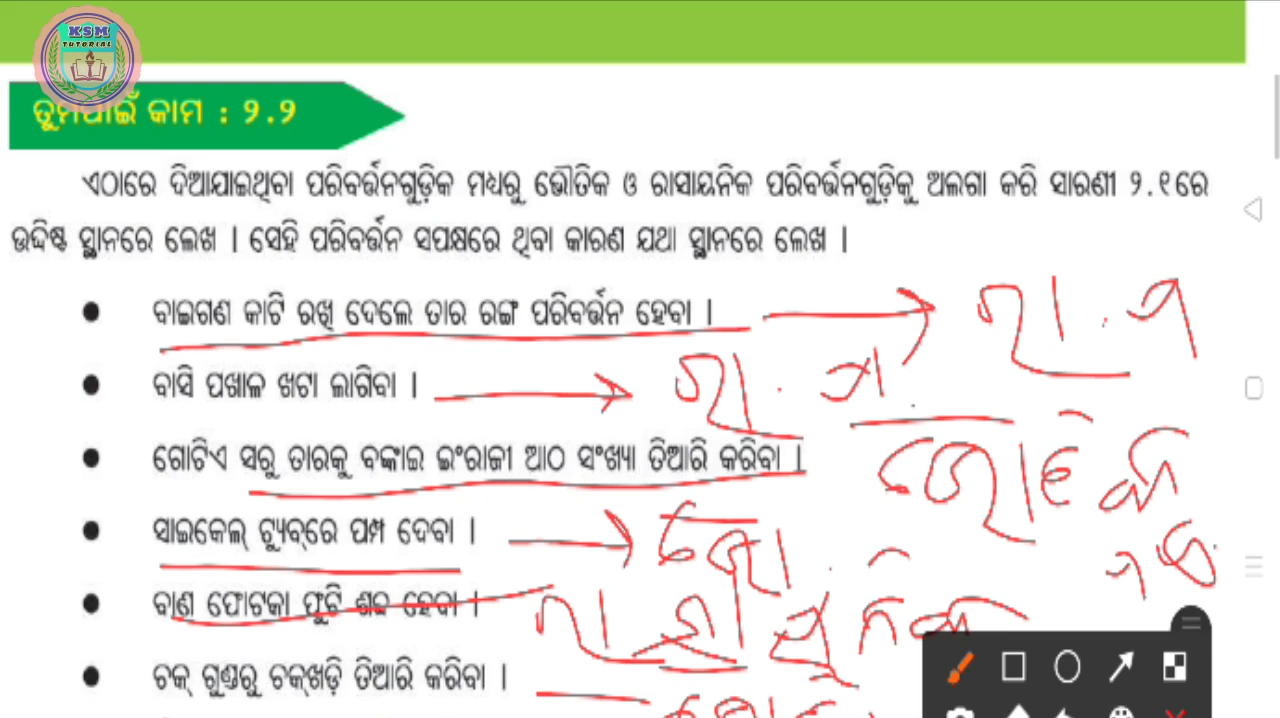 KSM
TUTORIAL
ତୁମପାଇଁ କାମ : ୨.୨
ଏଠାରେ ଦିଆଯାଇଥିବା ପରିବର୍ତ୍ତନଗୁଡ଼ିକ ମଧ୍ୟରୁ ଭୌତିକ ଓ ରାସାୟନିକ ପରିବର୍ତ୍ତନଗୁଡ଼ିକୁ ଅଲଗା କରି ସାରଣୀ ୨.୧ରେ
ଉଦ୍ଦିଷ୍ଟ ସ୍ଥାନରେ ଲେଖ । ସେହି ପରିବର୍ତ୍ତନ ସପକ୍ଷରେ ଥିବା କାରଣ ଯଥା ସ୍ଥାନରେ ଲେଖ ।
● ବାଇଗଣ କାଟି ରଖି ଦେଲେ ତାର ରଙ୍ଗ ପରିବର୍ତ୍ତନ ହେବା ।
● ବାସି ପଖାଳ ଖଟା ଲାଗିବା ।
● ଗୋଟିଏ ସରୁ ତାରକୁ ବଙ୍କାଇ ଇଂରାଜୀ ଆଠ ସଂଖ୍ୟା ତିଆରି କରିବା ।
● ସାଇକେଲ୍ ଟ୍ୟୁବ୍‌ରେ ପମ୍ପ ଦେବା ।
● ବାଣ ଫୋଟକା ଫୁଟି ଶବ୍ଦ ହେବା ।
● ଚକ୍ ଗୁଣ୍ଡରୁ ଚକ୍‌ଖଡ଼ି ତିଆରି କରିବା ।